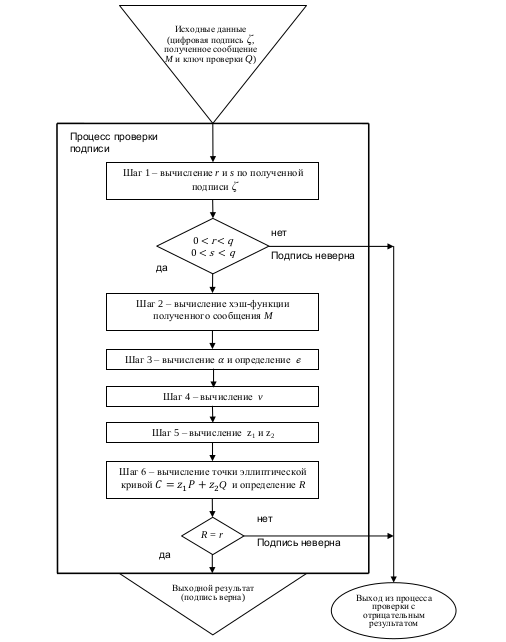 Исходные данные
(цифровая подпись ζ,
полученное сообщение
M и ключ проверки Q)
Процесс проверки
подписи
Шаг 1 – вычисление r и s по полученной
подписи ζ
0 < r < q
0 < s < q
нет
Подпись неверна
да
Шаг 2 – вычисление хэш-функции
полученного сообщения M
Шаг 3 – вычисление α и определение e
Шаг 4 – вычисление v
Шаг 5 – вычисление z₁ и z₂
Шаг 6 – вычисление точки эллиптической
кривой C = z₁P + z₂Q и определение R
R = r
нет
Подпись неверна
да
Выходной результат
(подпись верна)
Выход из процесса
проверки с
отрицательным
результатом